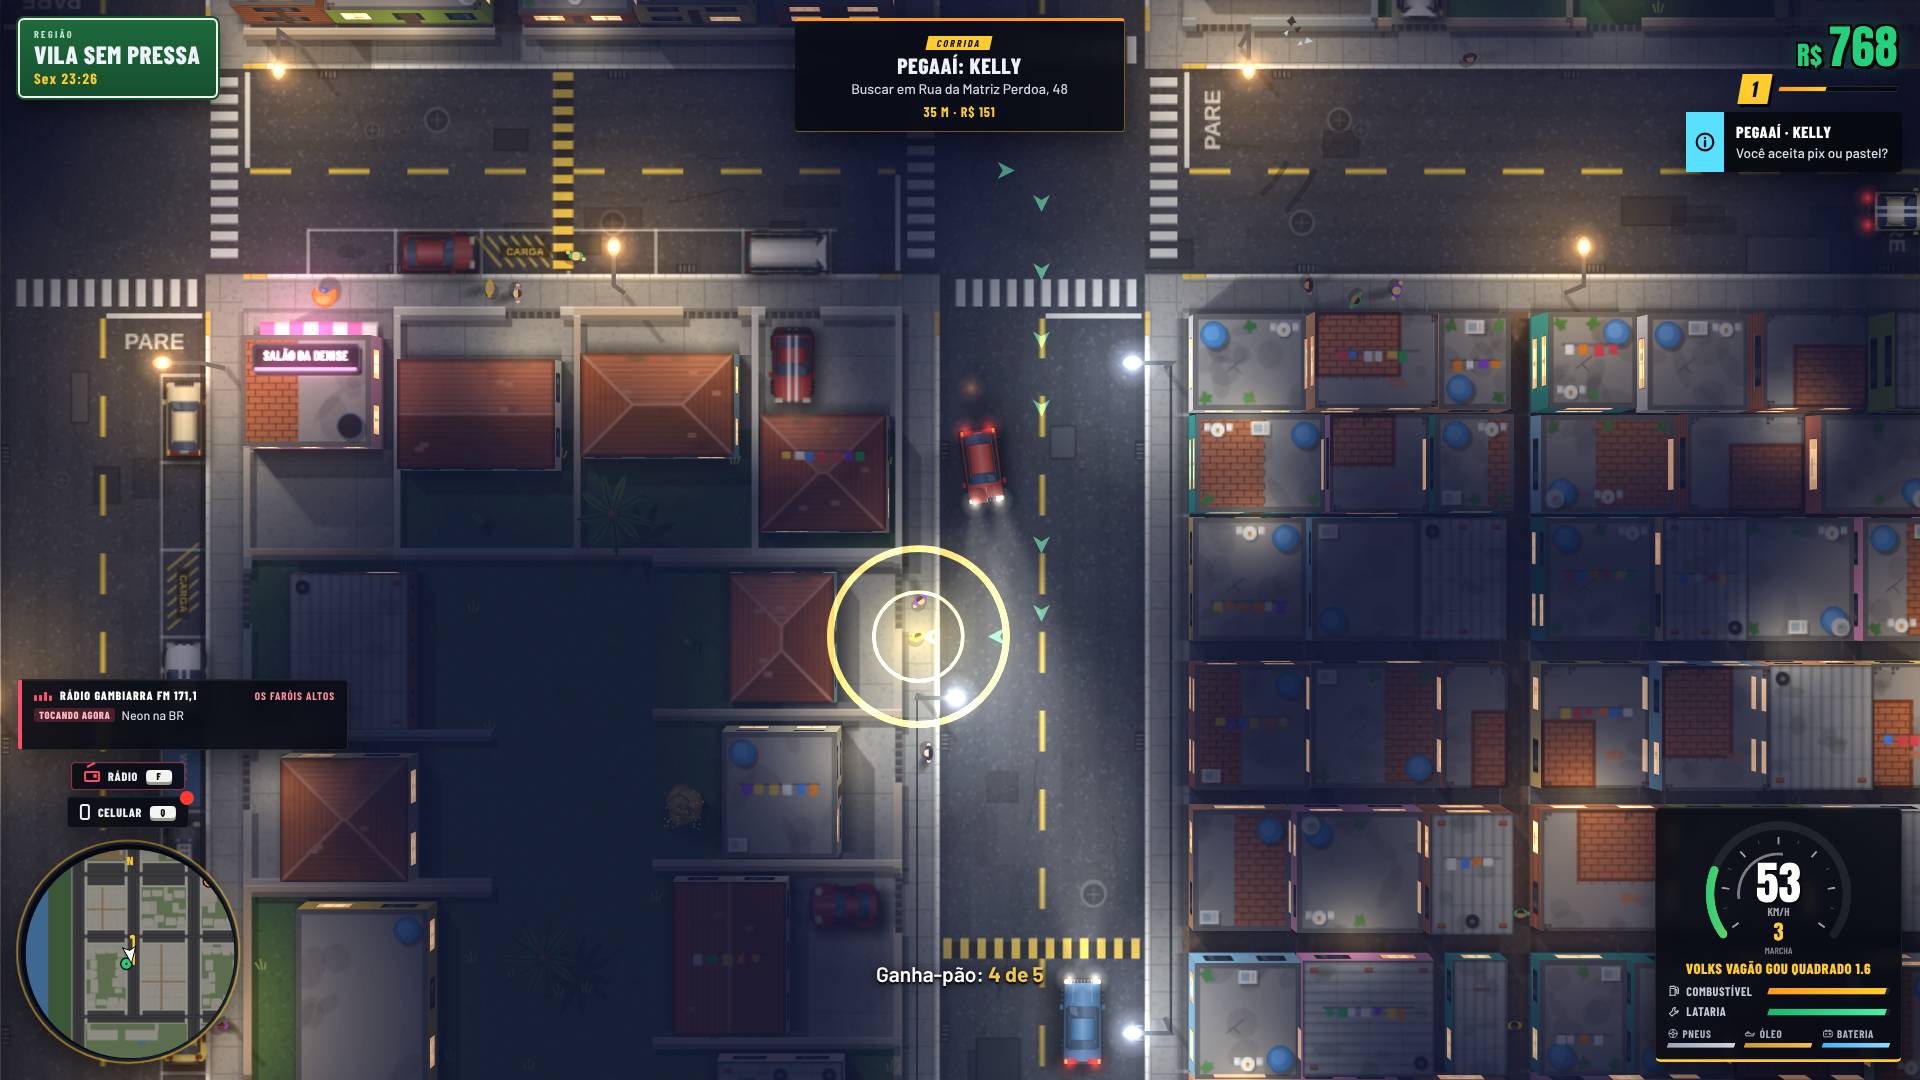 REGIÃO
VILA SEM PRESSA
Sex 23:26
CORRIDA
PEGAAÍ: KELLY
Buscar em Rua da Matriz Perdoa, 48
35 M · R$ 151
R$ 768
1
PEGAAÍ · KELLY
Você aceita pix ou pastel?
PARE
CARGA
PARE
SALÃO DA DENISE
CARGA
RÁDIO GAMBIARRA FM 171,1
OS FARÓIS ALTOS
TOCANDO AGORA Neon na BR
RÁDIO F
CELULAR Q
N
Ganha-pão: 4 de 5
53
KM/H
3
MARCHA
VOLKS VAGÃO GOU QUADRADO 1.6
COMBUSTÍVEL
LATARIA
PNEUS
ÓLEO
BATERIA